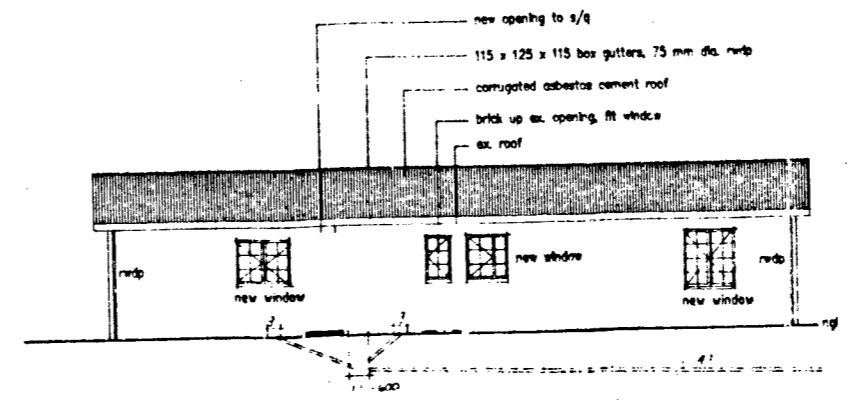 new opening to s/q
115 x 125 x 115 box gutters, 75 mm dia. rwdp
corrugated asbestos cement roof
brick up ex. opening, fit window
ex. roof
rwdp
new window
new window
new window
rwdp
ngl